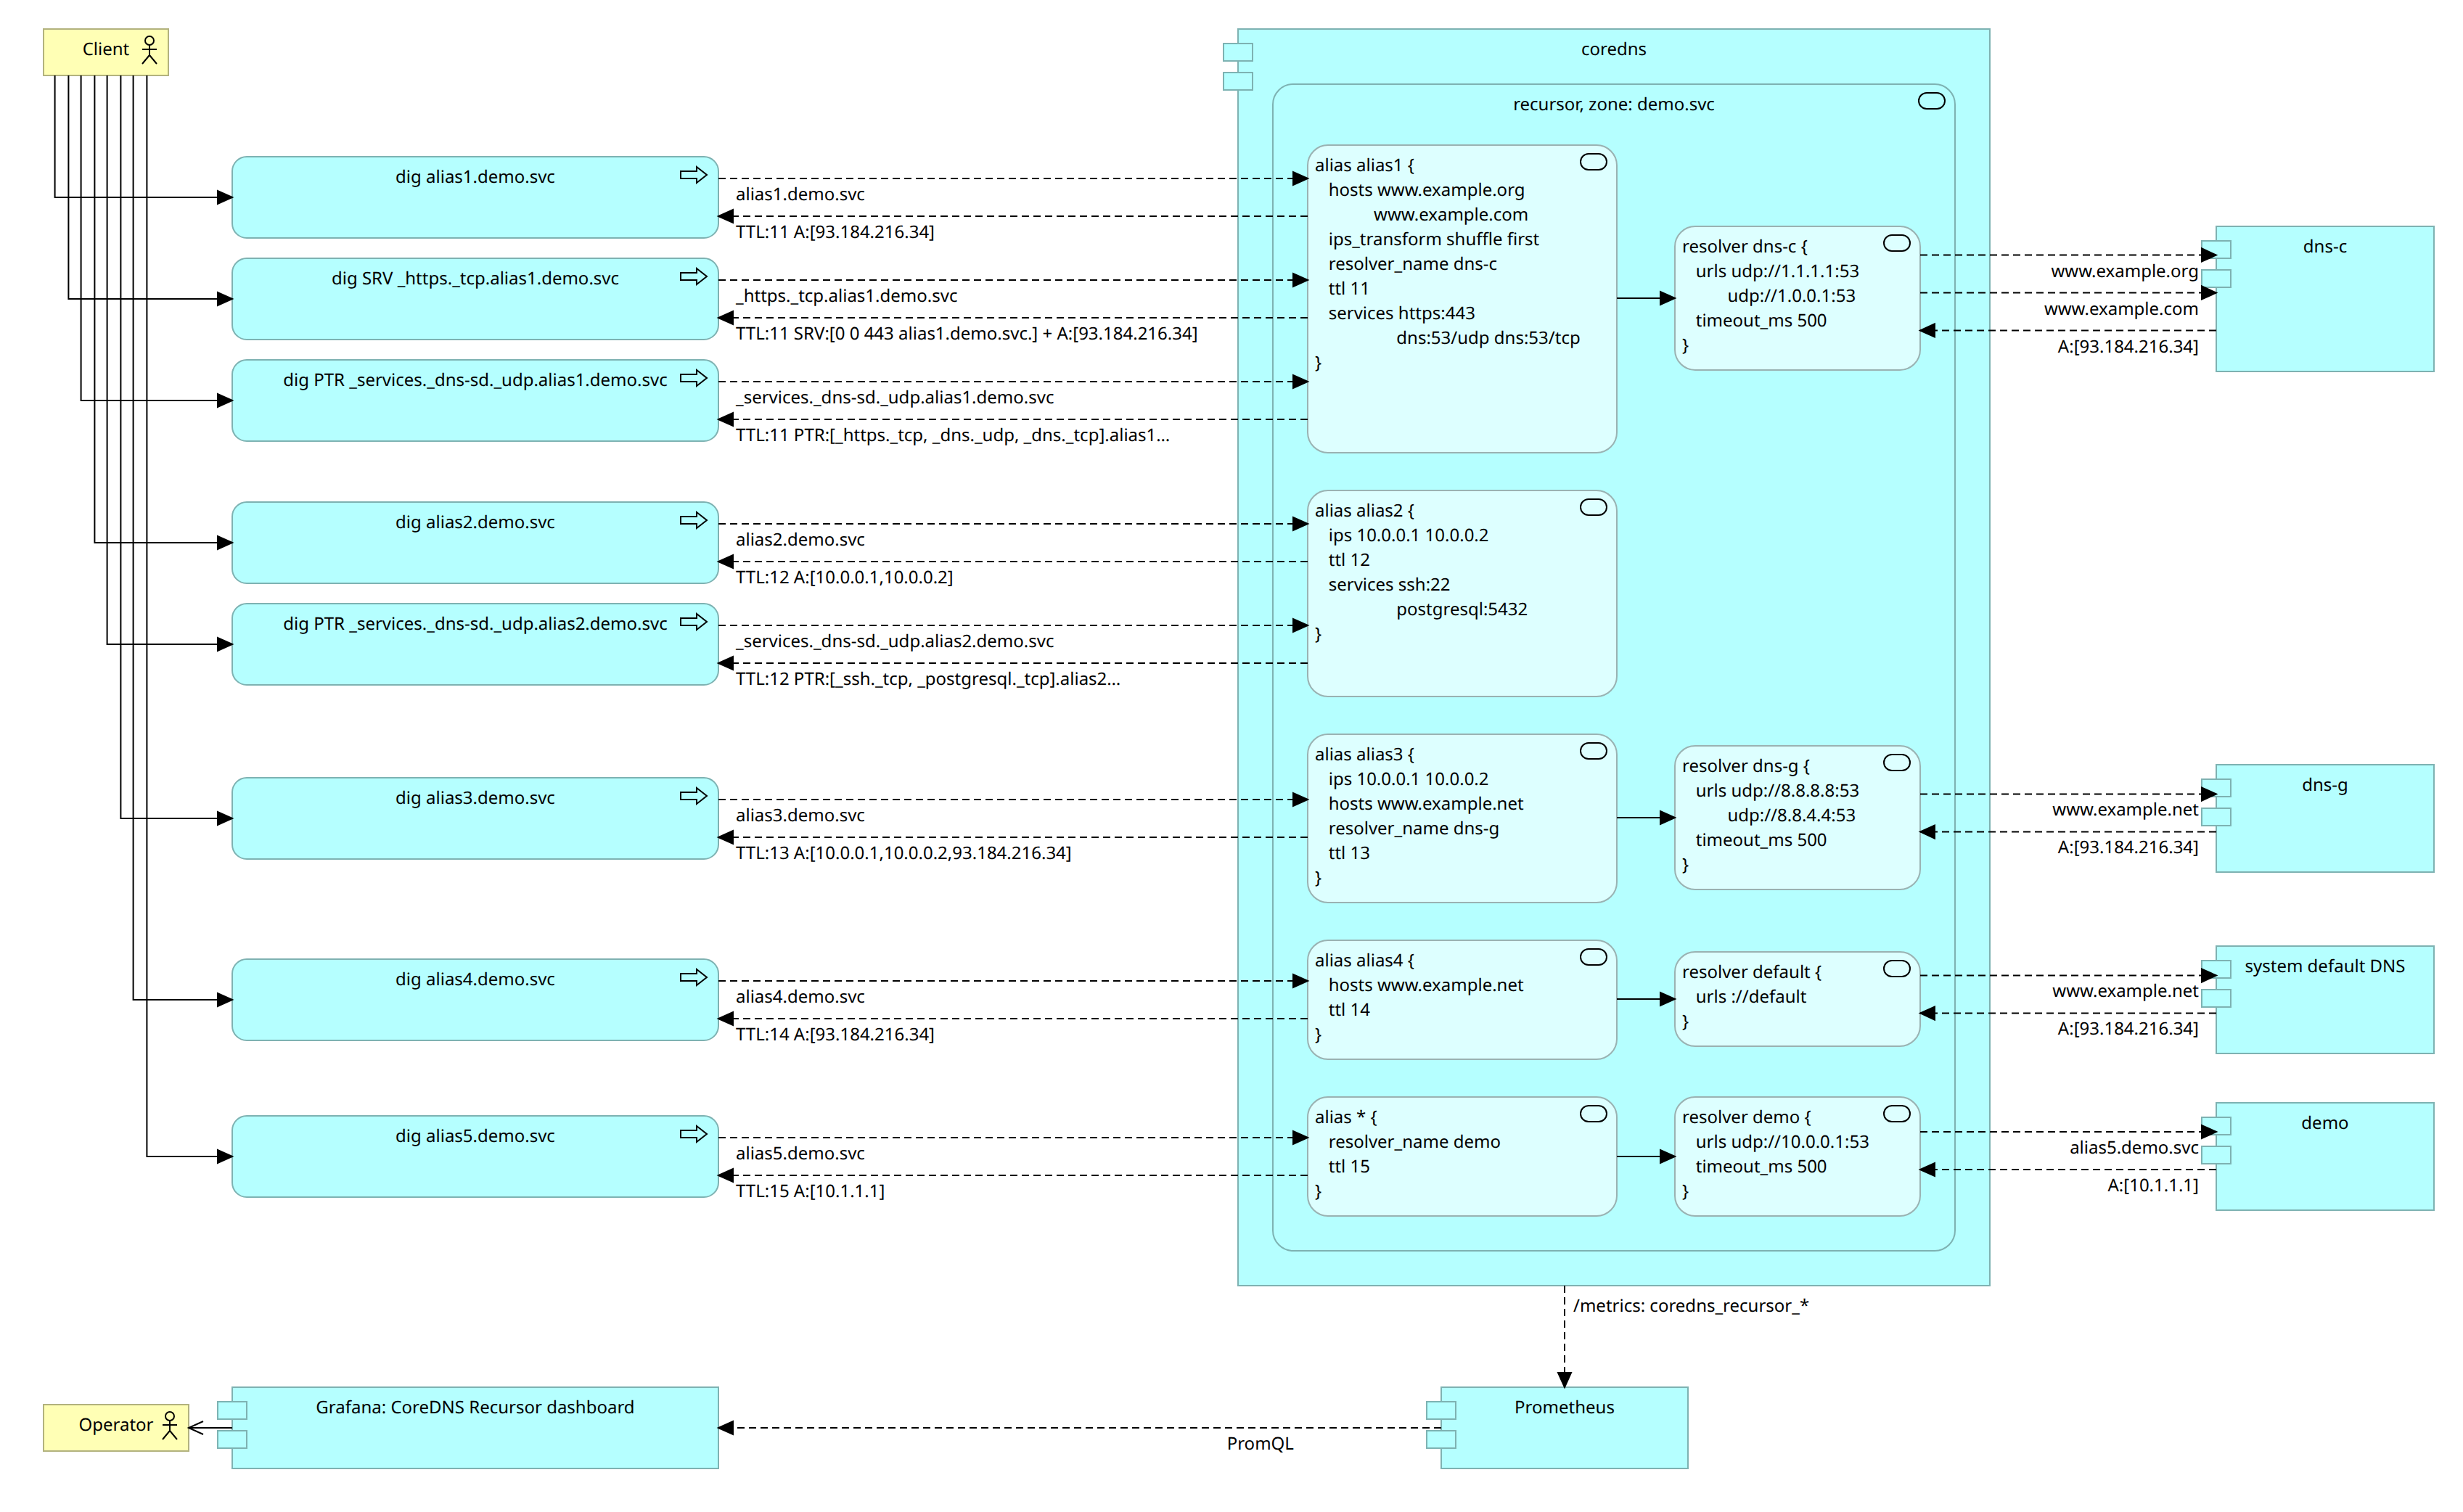 Client
coredns
recursor, zone: demo.svc
dig alias1.demo.svc
alias1.demo.svc
TTL:11 A:[93.184.216.34]
dig SRV _https._tcp.alias1.demo.svc
_https._tcp.alias1.demo.svc
TTL:11 SRV:[0 0 443 alias1.demo.svc.] + A:[93.184.216.34]
dig PTR _services._dns-sd._udp.alias1.demo.svc
_services._dns-sd._udp.alias1.demo.svc
TTL:11 PTR:[_https._tcp, _dns._udp, _dns._tcp].alias1...
alias alias1 {
hosts www.example.org
www.example.com
ips_transform shuffle first
resolver_name dns-c
ttl 11
services https:443
dns:53/udp dns:53/tcp
}
resolver dns-c {
urls udp://1.1.1.1:53
udp://1.0.0.1:53
timeout_ms 500
}
dns-c
www.example.org
www.example.com
A:[93.184.216.34]
dig alias2.demo.svc
alias2.demo.svc
TTL:12 A:[10.0.0.1,10.0.0.2]
dig PTR _services._dns-sd._udp.alias2.demo.svc
_services._dns-sd._udp.alias2.demo.svc
TTL:12 PTR:[_ssh._tcp, _postgresql._tcp].alias2...
alias alias2 {
ips 10.0.0.1 10.0.0.2
ttl 12
services ssh:22
postgresql:5432
}
dig alias3.demo.svc
alias3.demo.svc
TTL:13 A:[10.0.0.1,10.0.0.2,93.184.216.34]
alias alias3 {
ips 10.0.0.1 10.0.0.2
hosts www.example.net
resolver_name dns-g
ttl 13
}
resolver dns-g {
urls udp://8.8.8.8:53
udp://8.8.4.4:53
timeout_ms 500
}
dns-g
www.example.net
A:[93.184.216.34]
dig alias4.demo.svc
alias4.demo.svc
TTL:14 A:[93.184.216.34]
alias alias4 {
hosts www.example.net
ttl 14
}
resolver default {
urls ://default
}
system default DNS
www.example.net
A:[93.184.216.34]
dig alias5.demo.svc
alias5.demo.svc
TTL:15 A:[10.1.1.1]
alias * {
resolver_name demo
ttl 15
}
resolver demo {
urls udp://10.0.0.1:53
timeout_ms 500
}
demo
alias5.demo.svc
A:[10.1.1.1]
/metrics: coredns_recursor_*
Operator
Grafana: CoreDNS Recursor dashboard
PromQL
Prometheus